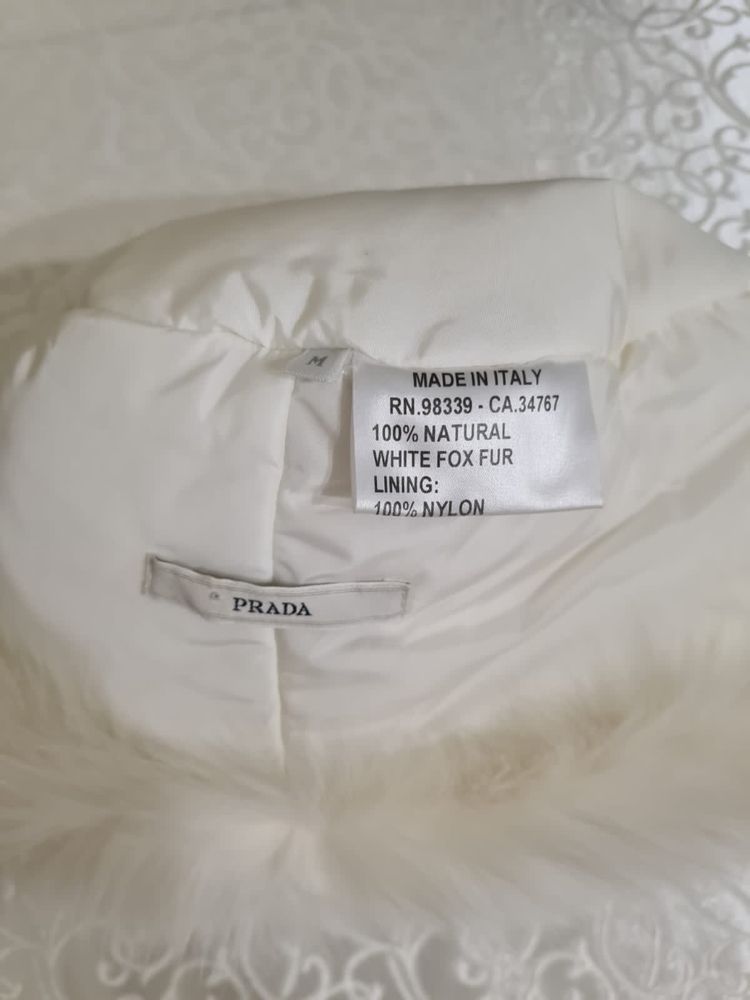 M
MADE IN ITALY
RN.98339 - CA.34767
100% NATURAL
WHITE FOX FUR
LINING:
100% NYLON
PRADA